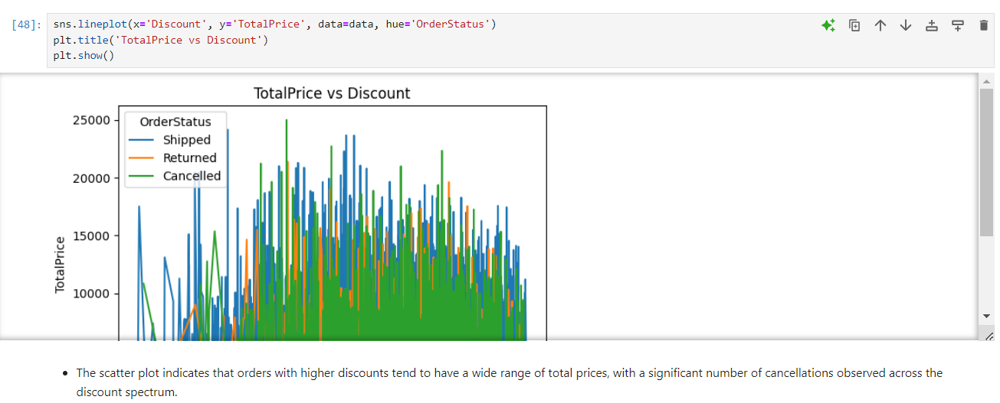 [48]: sns.lineplot(x='Discount', y='TotalPrice', data=data, hue='OrderStatus')
plt.title('TotalPrice vs Discount')
plt.show()
TotalPrice vs Discount
OrderStatus
Shipped
Returned
Cancelled
25000
20000
15000
10000
TotalPrice
• The scatter plot indicates that orders with higher discounts tend to have a wide range of total prices, with a significant number of cancellations observed across the
discount spectrum.